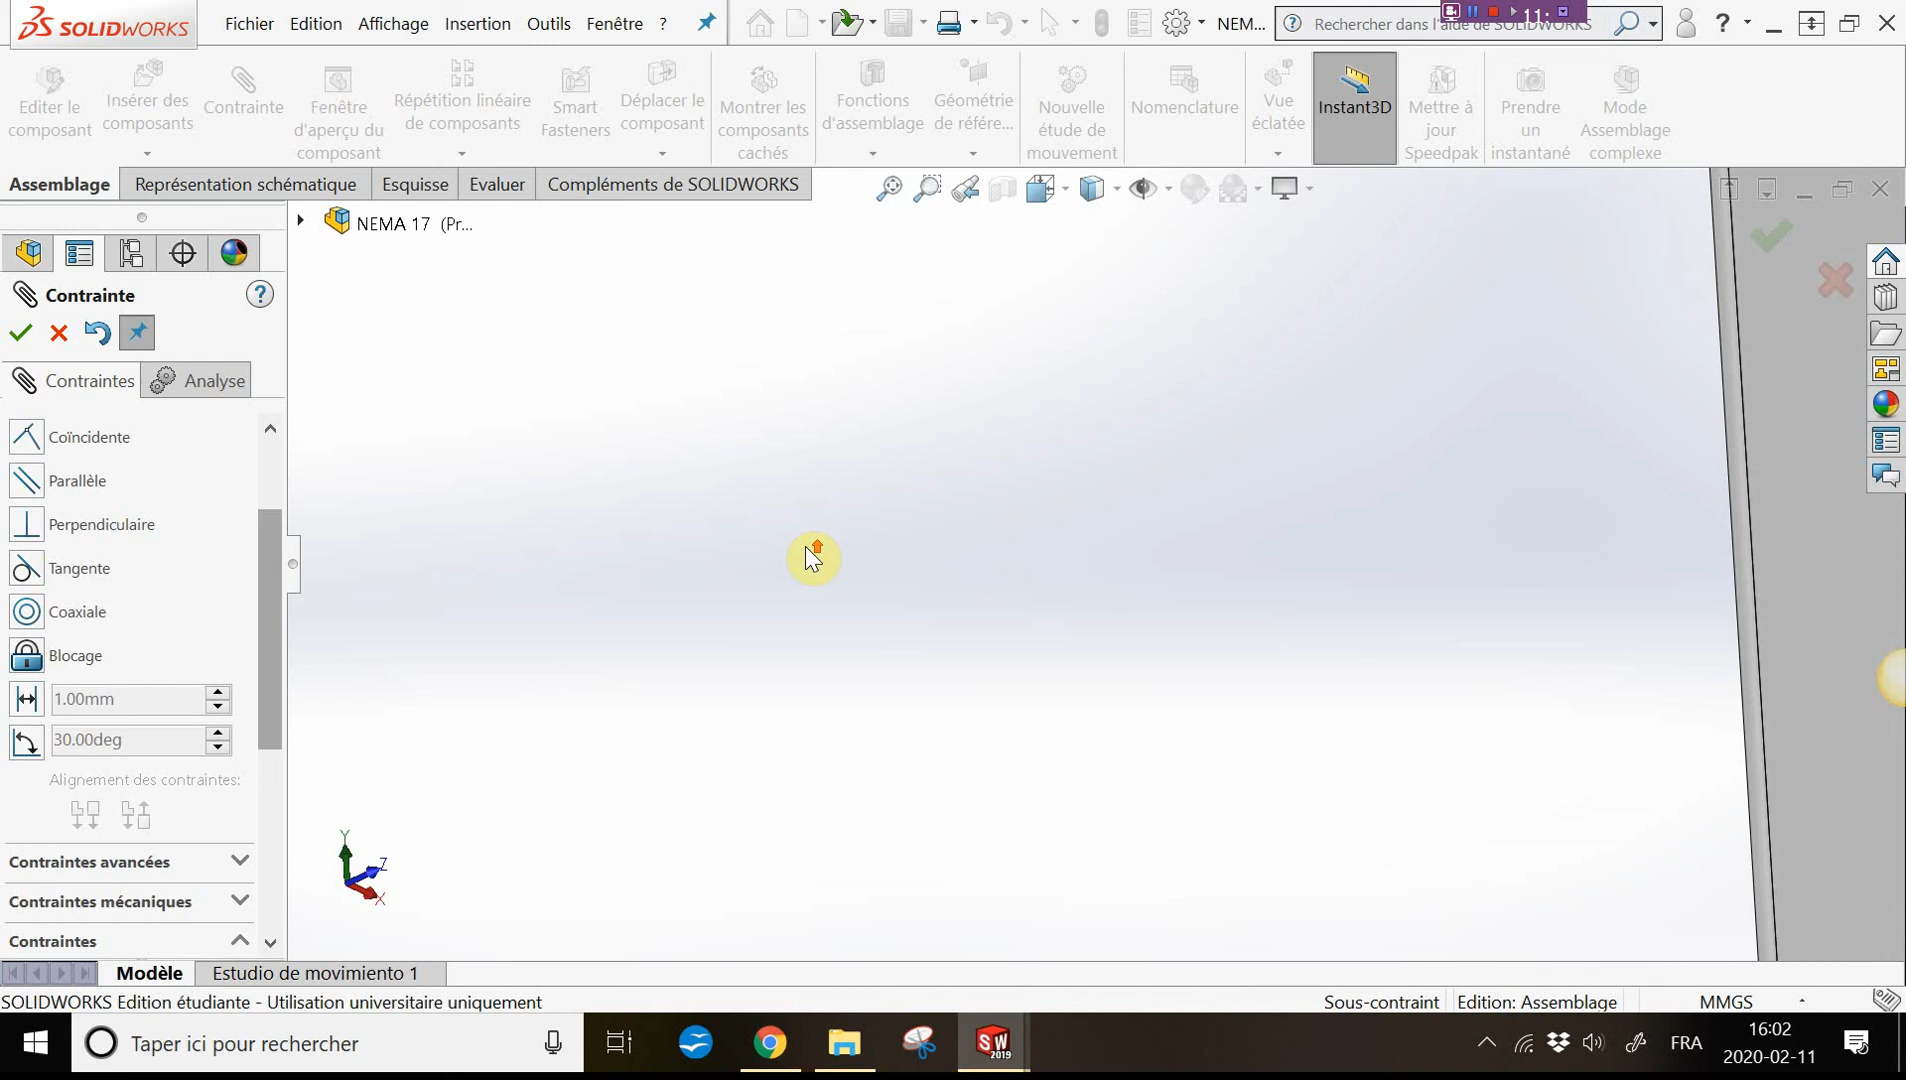 SOLIDWORKS Fichier Edition Affichage Insertion Outils Fenêtre ? NEM... Rechercher dans l'aide de SOLIDWORKS ?
11:
Editer le composant
Insérer des composants
Contrainte
Fenêtre d'aperçu du composant
Répétition linéaire de composants
Smart Fasteners
Déplacer le composant
Montrer les composants cachés
Fonctions d'assemblage
Géométrie de référe...
Nouvelle étude de mouvement
Nomenclature
Vue éclatée
Instant3D
Mettre à jour Speedpak
Prendre un instantané
Mode Assemblage complexe
Assemblage Représentation schématique Esquisse Evaluer Compléments de SOLIDWORKS
NEMA 17 (Pr...
Contrainte ?
Contraintes Analyse
Coïncidente
Parallèle
Perpendiculaire
Tangente
Coaxiale
Blocage
1.00mm
30.00deg
Alignement des contraintes:
Contraintes avancées
Contraintes mécaniques
Contraintes
Y
Z
X
Modèle Estudio de movimiento 1
SOLIDWORKS Edition étudiante - Utilisation universitaire uniquement Sous-contraint Edition: Assemblage MMGS
Taper ici pour rechercher
SW 2019
FRA
16:02
2020-02-11